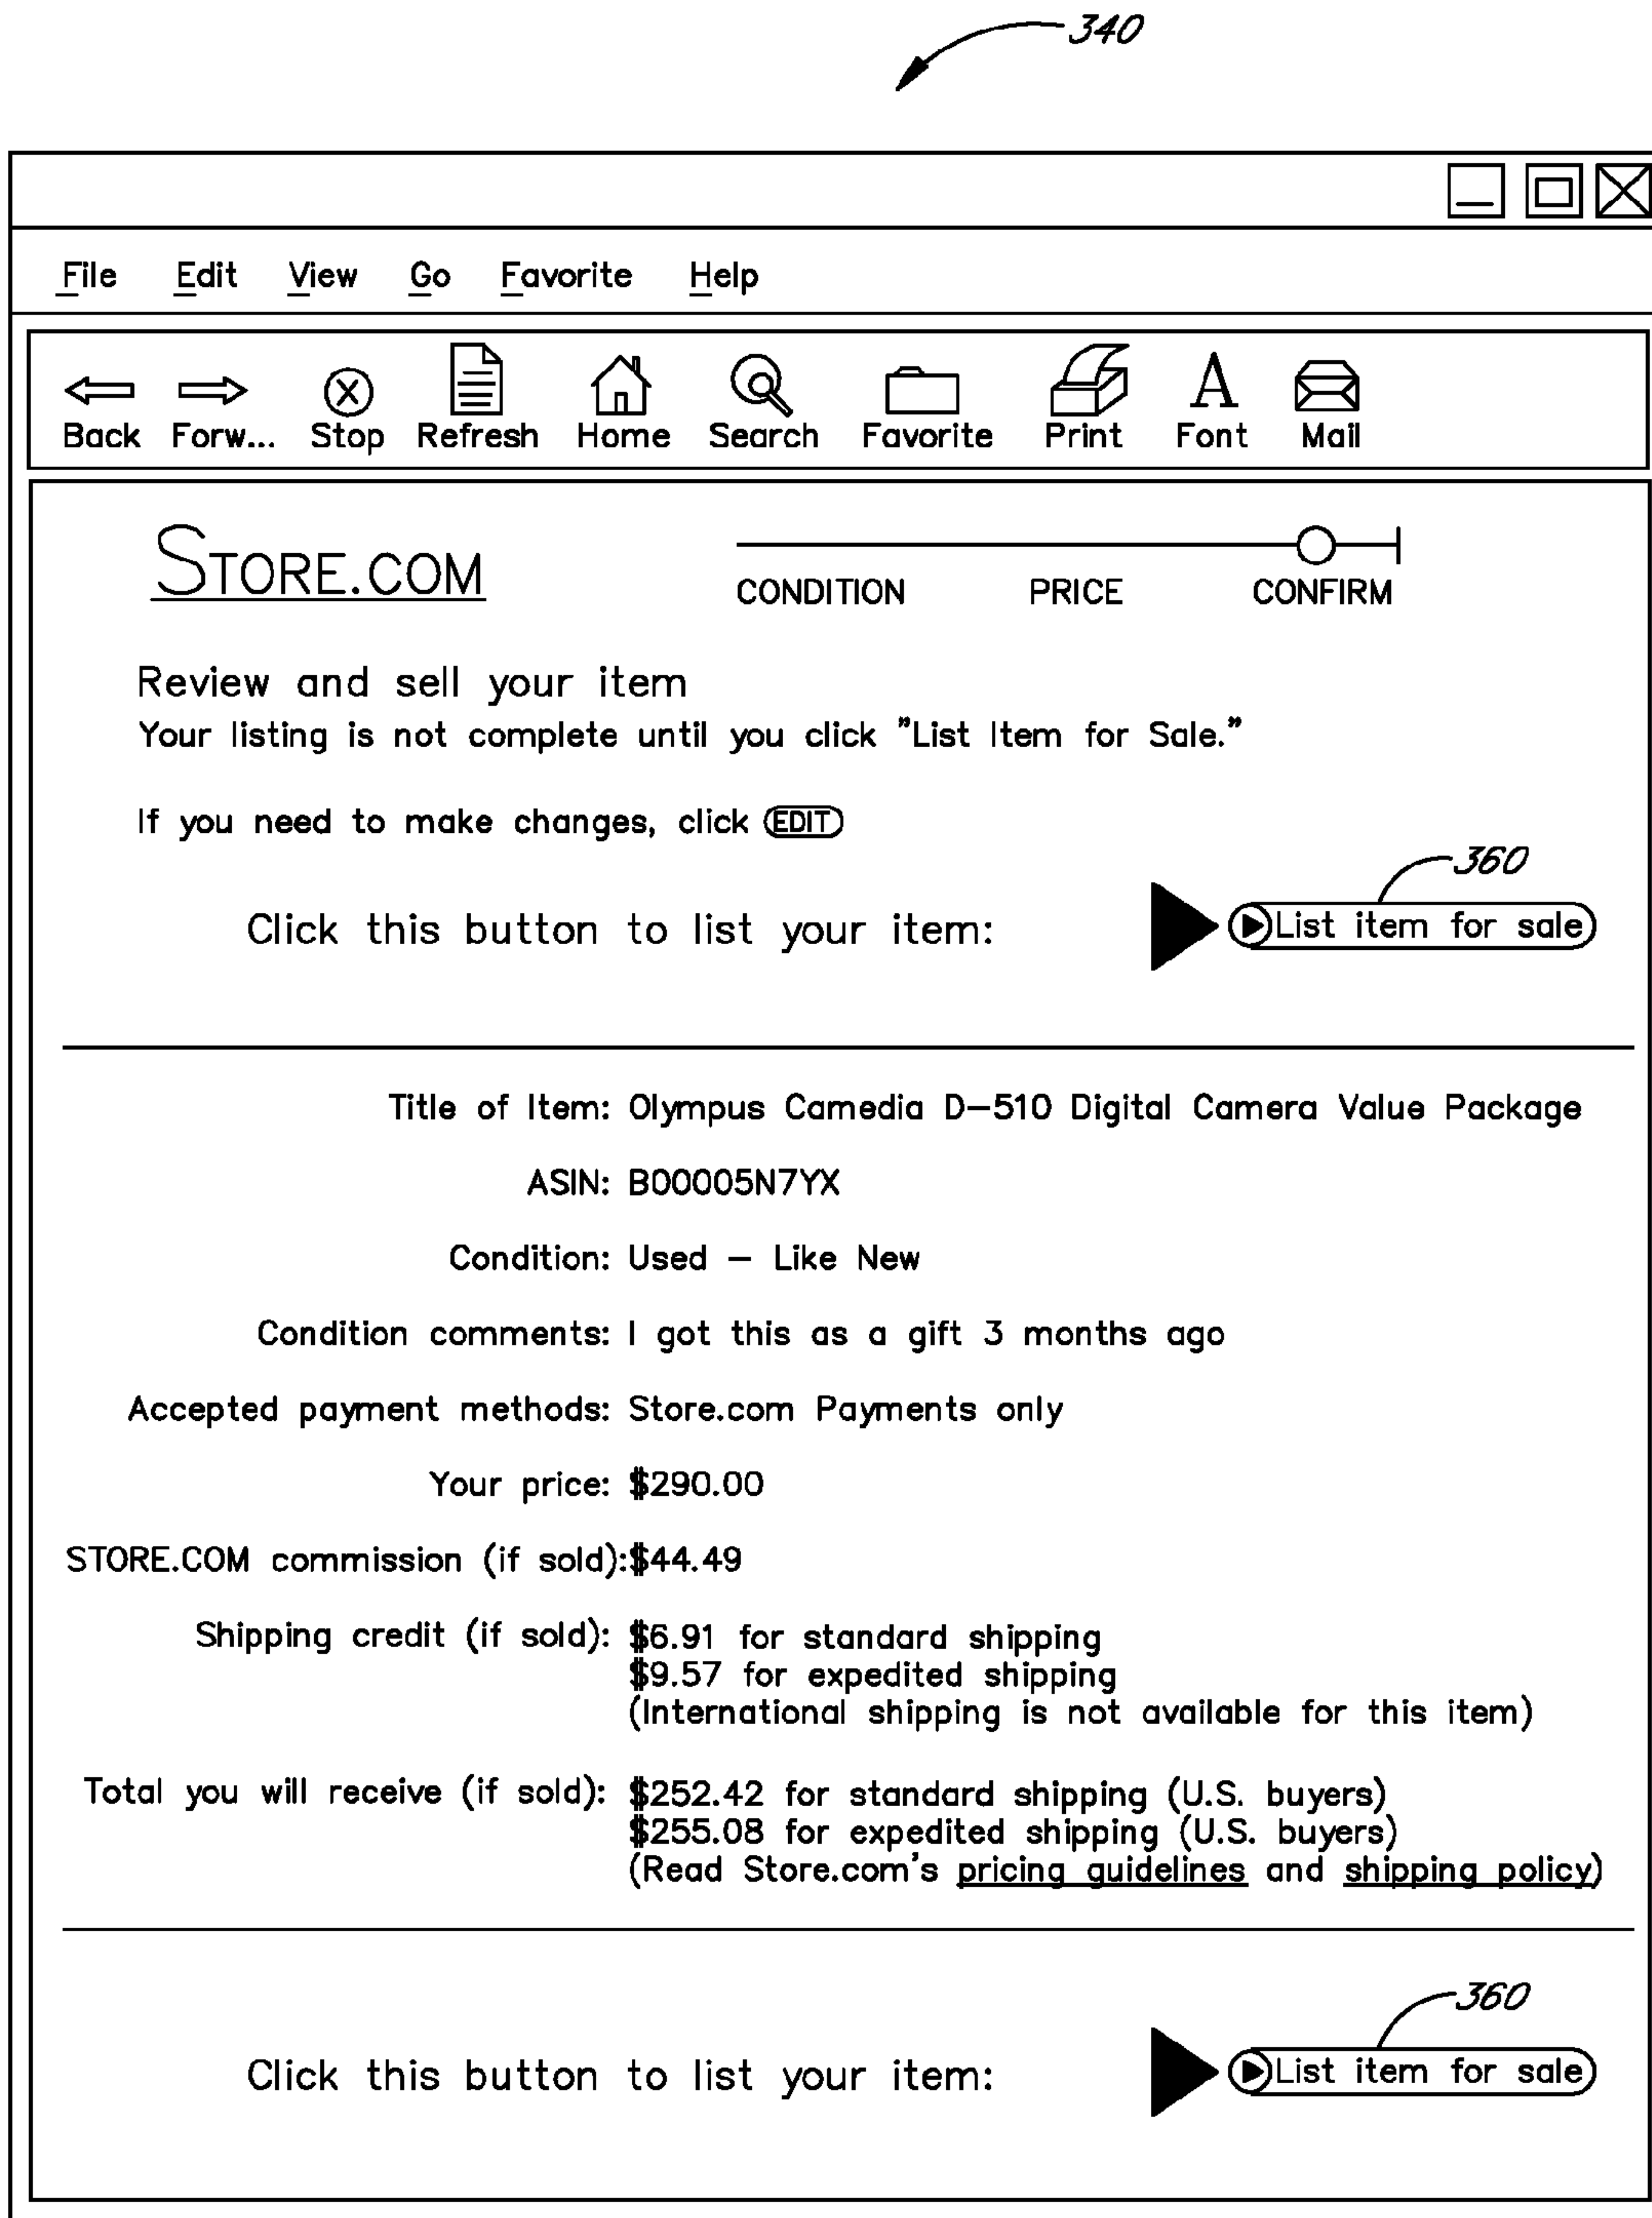 340
File Edit View Go Favorite Help
Back Forw... Stop Refresh Home Search Favorite Print Font Mail
STORE.COM
CONDITION PRICE CONFIRM
Review and sell your item
Your listing is not complete until you click "List Item for Sale."
If you need to make changes, click EDIT
360
Click this button to list your item: List item for sale
Title of Item: Olympus Camedia D-510 Digital Camera Value Package
ASIN: B00005N7YX
Condition: Used - Like New
Condition comments: I got this as a gift 3 months ago
Accepted payment methods: Store.com Payments only
Your price: $290.00
STORE.COM commission (if sold):$44.49
Shipping credit (if sold): $6.91 for standard shipping
$9.57 for expedited shipping
(International shipping is not available for this item)
Total you will receive (if sold): $252.42 for standard shipping (U.S. buyers)
$255.08 for expedited shipping (U.S. buyers)
(Read Store.com's pricing guidelines and shipping policy)
360
Click this button to list your item: List item for sale